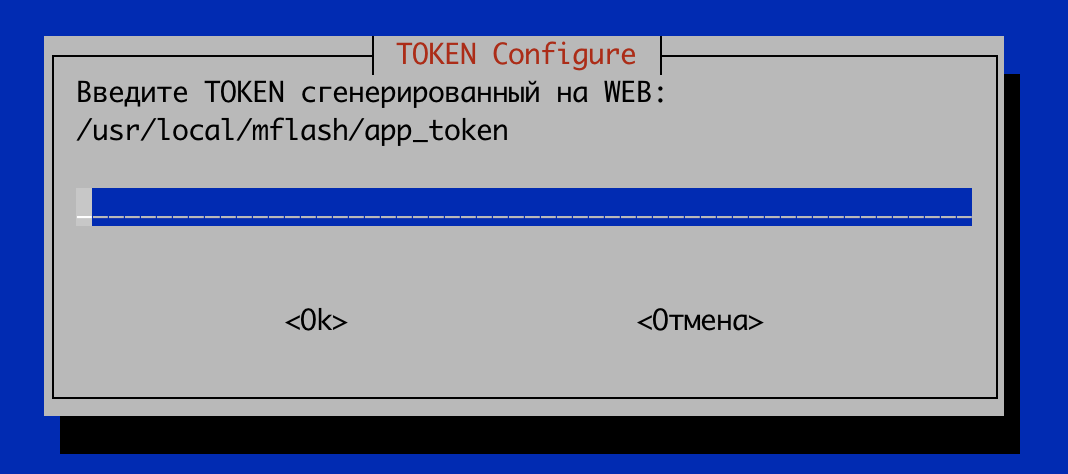 TOKEN Configure
Введите TOKEN сгенерированный на WEB:
/usr/local/mflash/app_token
<Ok> <Отмена>